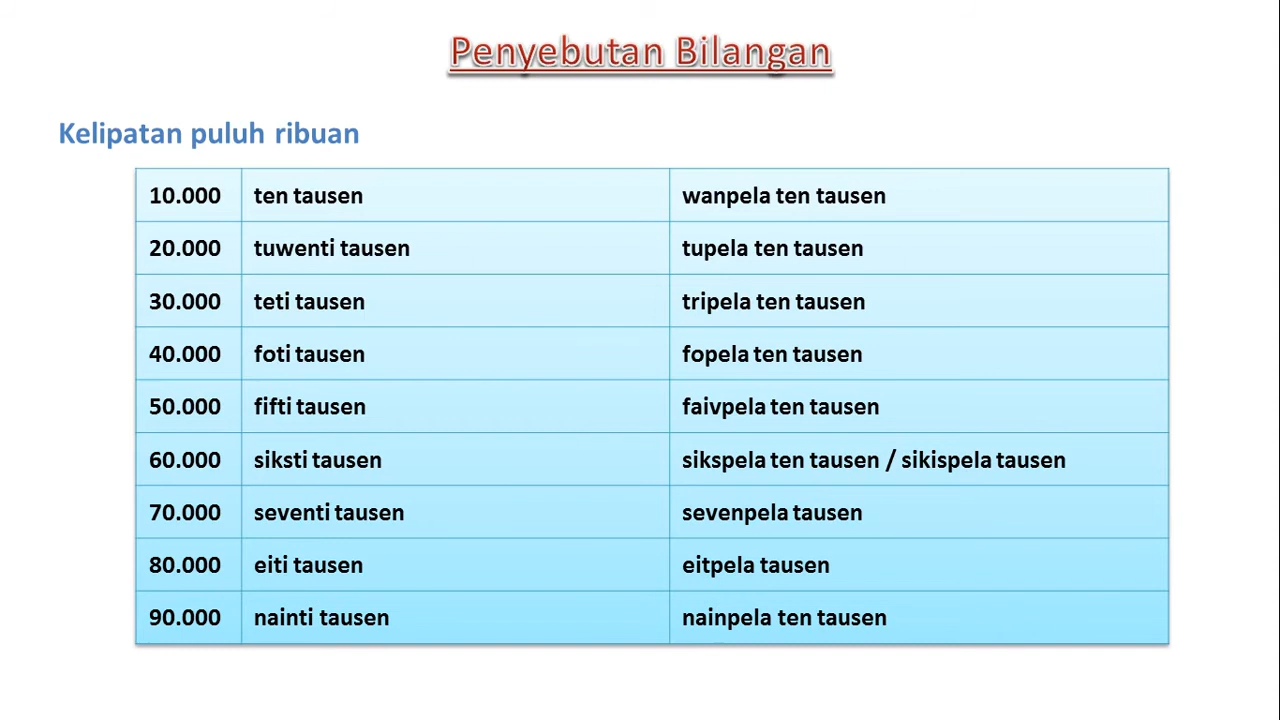 Penyebutan Bilangan
Kelipatan puluh ribuan
10.000 ten tausen wanpela ten tausen
20.000 tuwenti tausen tupela ten tausen
30.000 teti tausen tripela ten tausen
40.000 foti tausen fopela ten tausen
50.000 fifti tausen faivpela ten tausen
60.000 siksti tausen sikspela ten tausen / sikispela tausen
70.000 seventi tausen sevenpela tausen
80.000 eiti tausen eitpela tausen
90.000 nainti tausen nainpela ten tausen